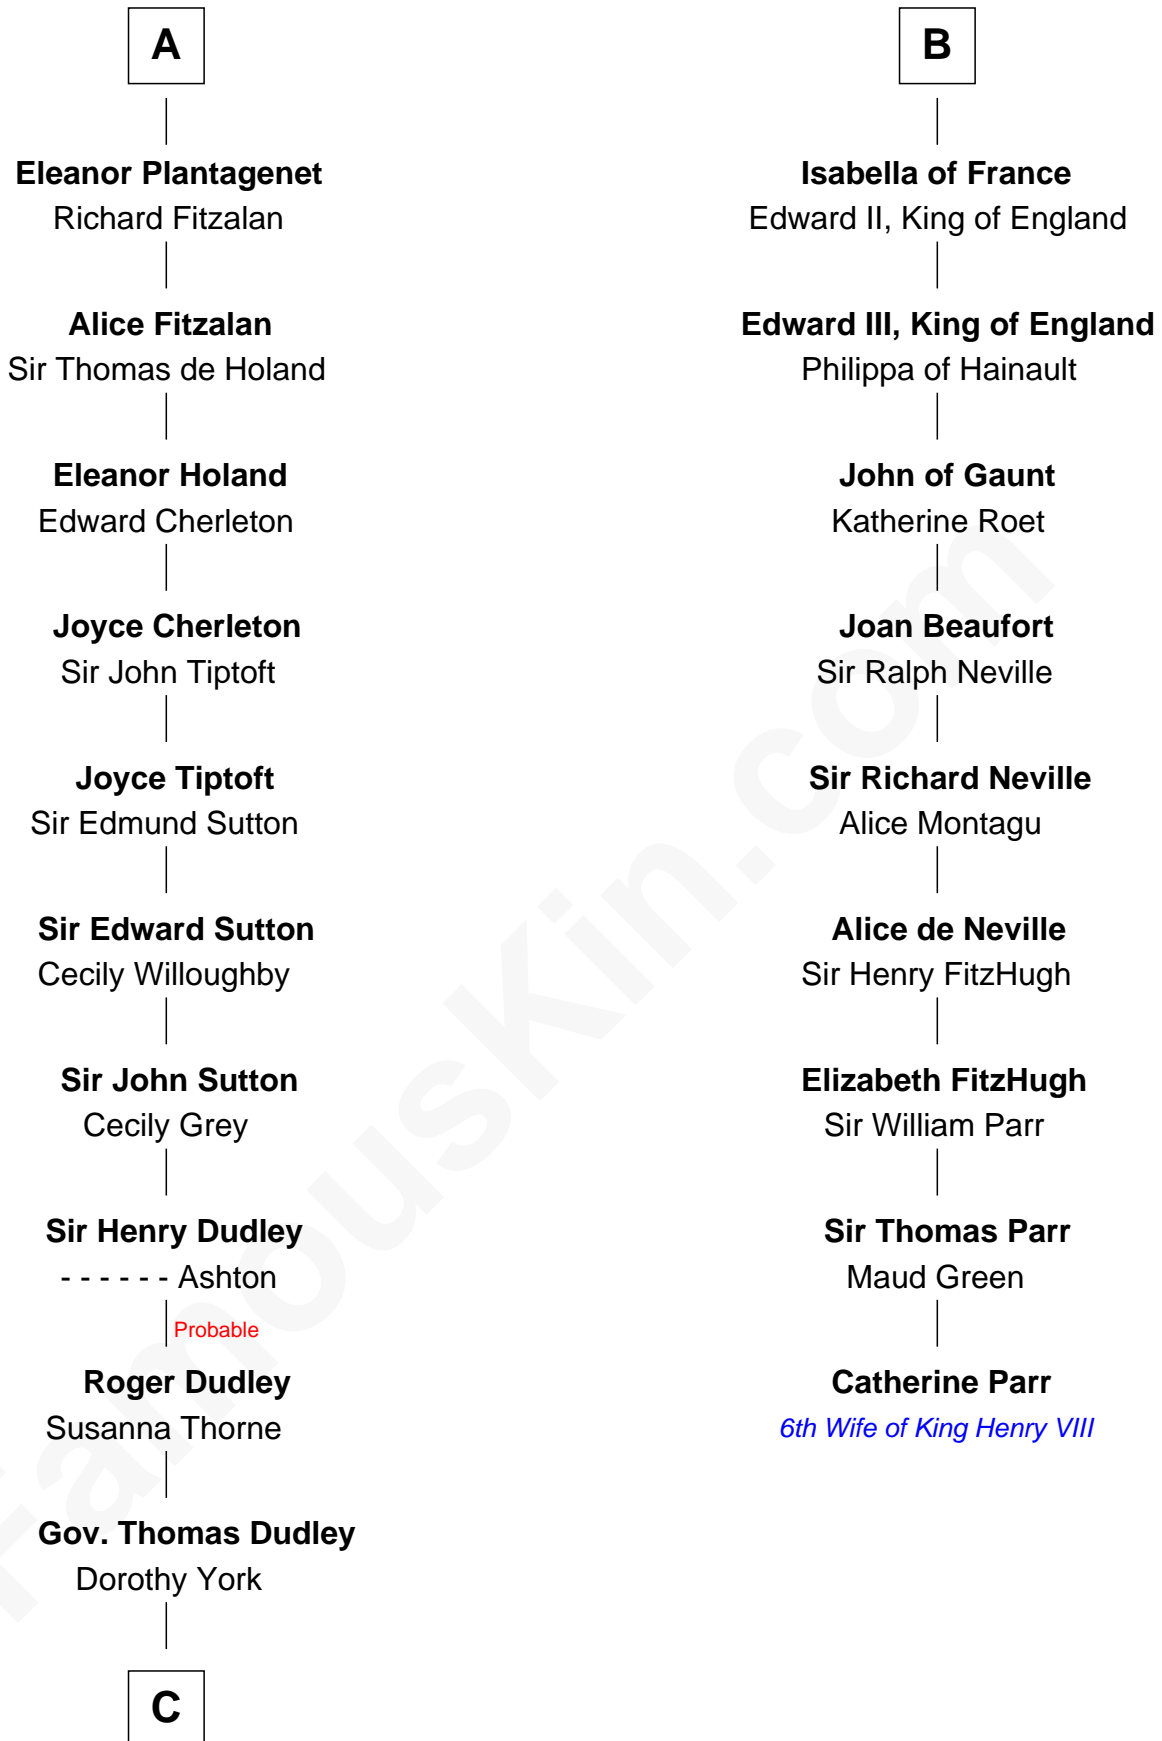 A
Eleanor Plantagenet
Richard Fitzalan
Alice Fitzalan
Sir Thomas de Holand
Eleanor Holand
Edward Cherleton
Joyce Cherleton
Sir John Tiptoft
Joyce Tiptoft
Sir Edmund Sutton
Sir Edward Sutton
Cecily Willoughby
Sir John Sutton
Cecily Grey
Sir Henry Dudley
- - - - - - Ashton
Probable
Roger Dudley
Susanna Thorne
Gov. Thomas Dudley
Dorothy York
C
B
Isabella of France
Edward II, King of England
Edward III, King of England
Philippa of Hainault
John of Gaunt
Katherine Roet
Joan Beaufort
Sir Ralph Neville
Sir Richard Neville
Alice Montagu
Alice de Neville
Sir Henry FitzHugh
Elizabeth FitzHugh
Sir William Parr
Sir Thomas Parr
Maud Green
Catherine Parr
6th Wife of King Henry VIII
FamousKin.com